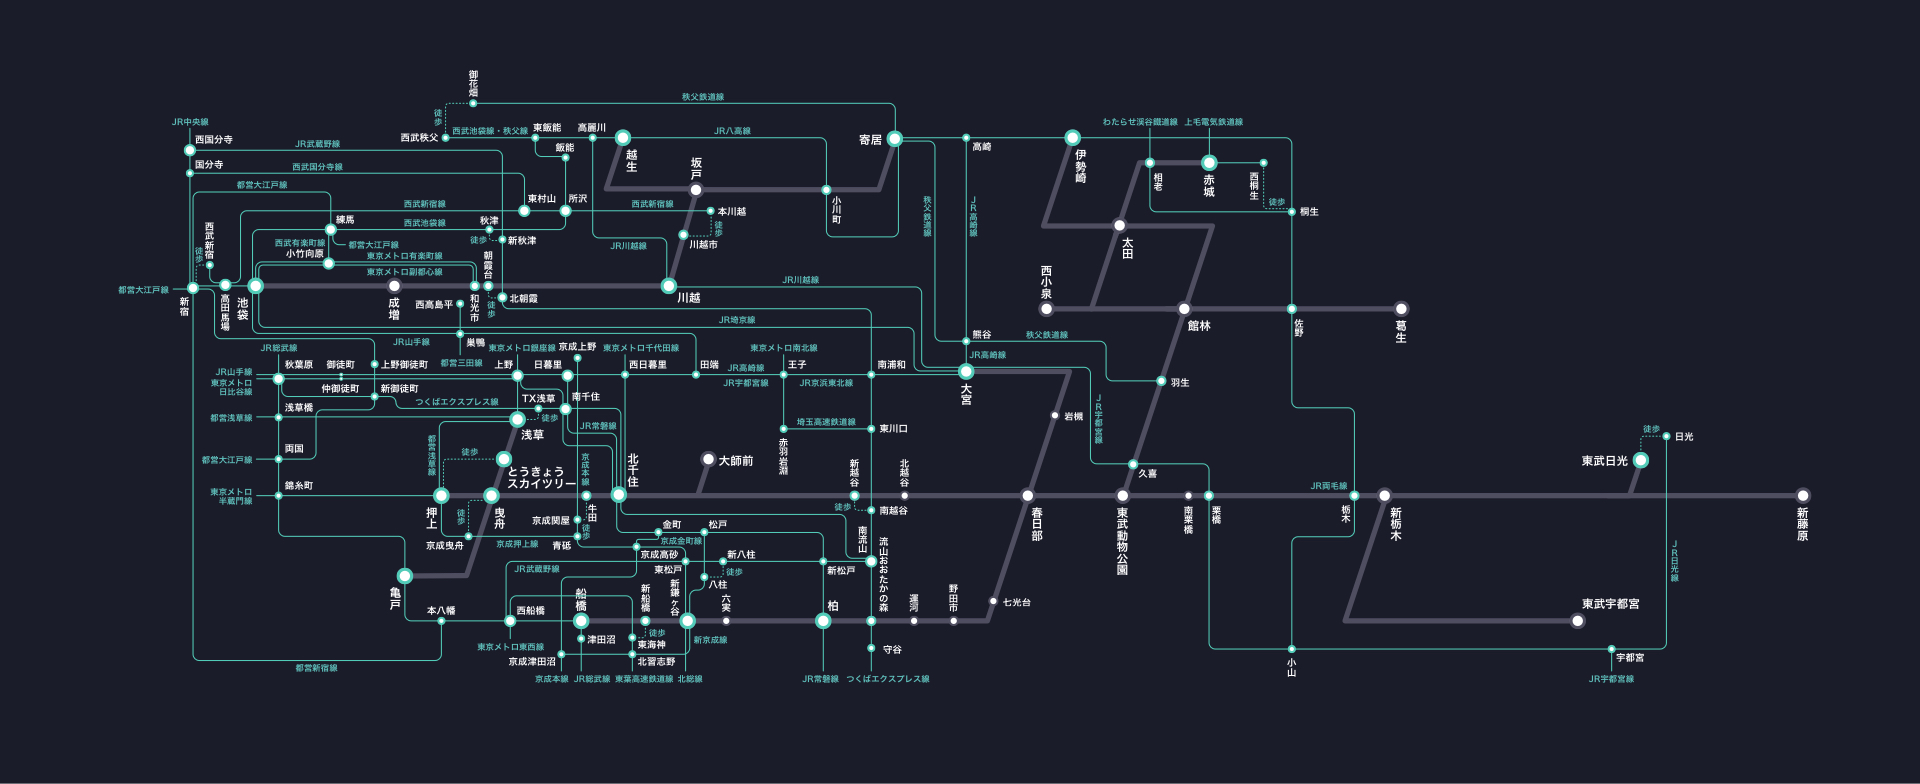 御花畑
秩父鉄道線
徒歩
JR中央線
西国分寺
西武秩父
西武池袋線・秩父線
東飯能
高麗川
JR八高線
寄居
高崎
わたらせ渓谷鐵道線
上毛電気鉄道線
JR武蔵野線
飯能
越生
坂戸
伊勢崎
国分寺
西武国分寺線
相老
赤城
西桐生
徒歩
桐生
都営大江戸線
西武新宿線
東村山
所沢
西武新宿線
本川越
小川町
秩父鉄道線
JR高崎線
練馬
西武池袋線
秋津
徒歩
川越市
徒歩
太田
西武新宿
徒歩
西武有楽町線
都営大江戸線
新秋津
JR川越線
小竹向原
東京メトロ有楽町線
朝霞台
東京メトロ副都心線
JR川越線
西小泉
都営大江戸線
新宿
高田馬場
池袋
成増
西高島平
和光市
徒歩
北朝霞
川越
JR埼京線
館林
佐野
葛生
熊谷
秩父鉄道線
JR山手線
巣鴨
JR総武線
東京メトロ銀座線
京成上野
東京メトロ千代田線
東京メトロ南北線
JR高崎線
都営三田線
秋葉原
御徒町
上野御徒町
上野
日暮里
西日暮里
田端
JR高崎線
王子
南浦和
JR山手線
東京メトロ
日比谷線
仲御徒町
新御徒町
JR宇都宮線
JR京浜東北線
大宮
羽生
TX浅草
南千住
つくばエクスプレス線
浅草橋
都営浅草線
徒歩
JR常磐線
埼玉高速鉄道線
東川口
岩槻
JR宇都宮線
浅草
都営浅草線
徒歩
両国
都営大江戸線
赤羽岩淵
京成本線
北千住
大師前
新越谷
北越谷
とうきょう
スカイツリー
久喜
徒歩
日光
東武日光
錦糸町
東京メトロ
半蔵門線
JR両毛線
押上
曳舟
徒歩
牛田
京成関屋
徒歩
徒歩
南越谷
春日部
東武動物公園
南栗橋
栗橋
栃木
新栃木
新藤原
京成曳舟
京成押上線
青砥
金町
松戸
京成金町線
南流山
流山おおたかの森
京成高砂
新八柱
JR武蔵野線
東松戸
徒歩
新松戸
八柱
JR日光線
亀戸
船橋
新船橋
新鎌ヶ谷
六実
柏
運河
野田市
七光台
東武宇都宮
本八幡
西船橋
徒歩
東海神
新京成線
津田沼
東京メトロ東西線
京成津田沼
北習志野
守谷
都営新宿線
小山
宇都宮
京成本線
JR総武線
東葉高速鉄道線
北総線
JR常磐線
つくばエクスプレス線
JR宇都宮線